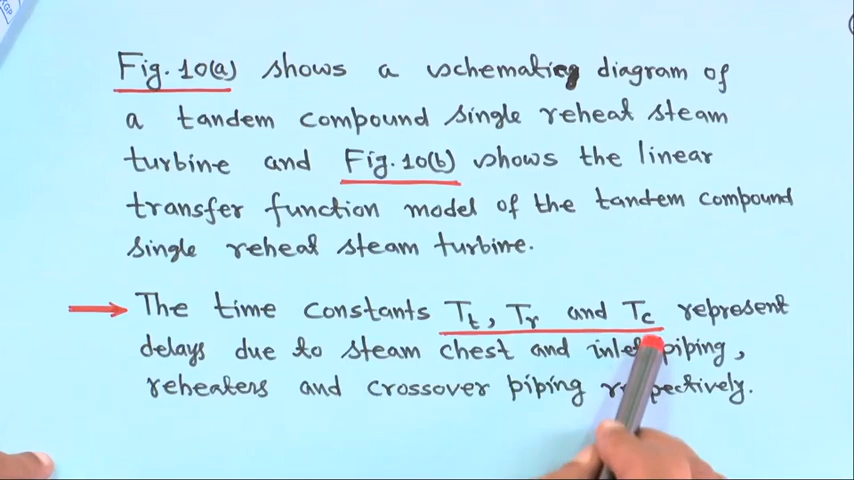 Fig. 10(a) shows a schematic diagram of
a tandem compound single reheat steam
turbine and Fig. 10(b) shows the linear
transfer function model of the tandem compound
single reheat steam turbine.
The time constants Tt, Tr and Tc represent
delays due to steam chest and inlet piping,
reheaters and crossover piping respectively.